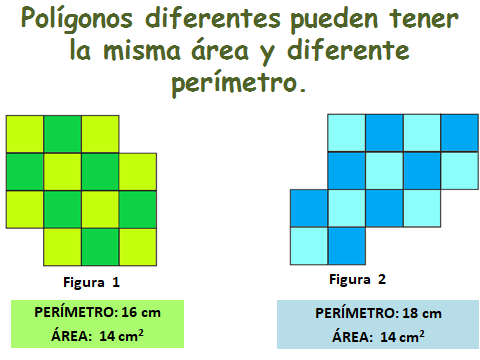 Polígonos diferentes pueden tener
la misma área y diferente
perímetro.
Figura 1
PERÍMETRO: 16 cm
ÁREA: 14 cm²
Figura 2
PERÍMETRO: 18 cm
ÁREA: 14 cm²